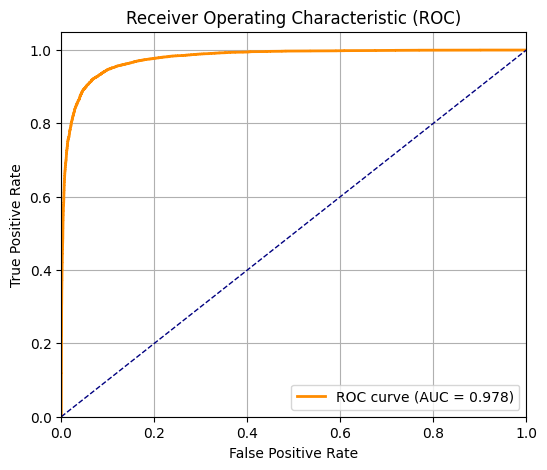 Receiver Operating Characteristic (ROC)
True Positive Rate
1.0
0.8
0.6
0.4
0.2
0.0
0.0 0.2 0.4 0.6 0.8 1.0
False Positive Rate
ROC curve (AUC = 0.978)